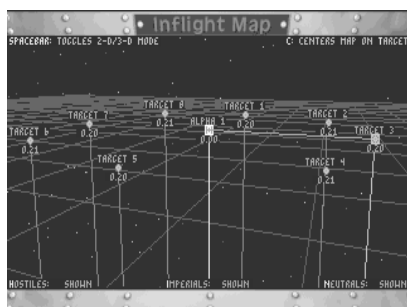 Inflight Map
SPACEBAR: TOGGLES 2-D/3-D MODE
C: CENTERS MAP ON TARGET
TARGET 8
0.21
TARGET 1
0.20
TARGET 7
0.20
ALPHA 1
0.00
TARGET 2
0.21
TARGET 6
0.21
TARGET 3
0.20
TARGET 5
0.20
TARGET 4
0.21
HOSTILES: SHOWN
IMPERIALS: SHOWN
NEUTRALS: SHOWN